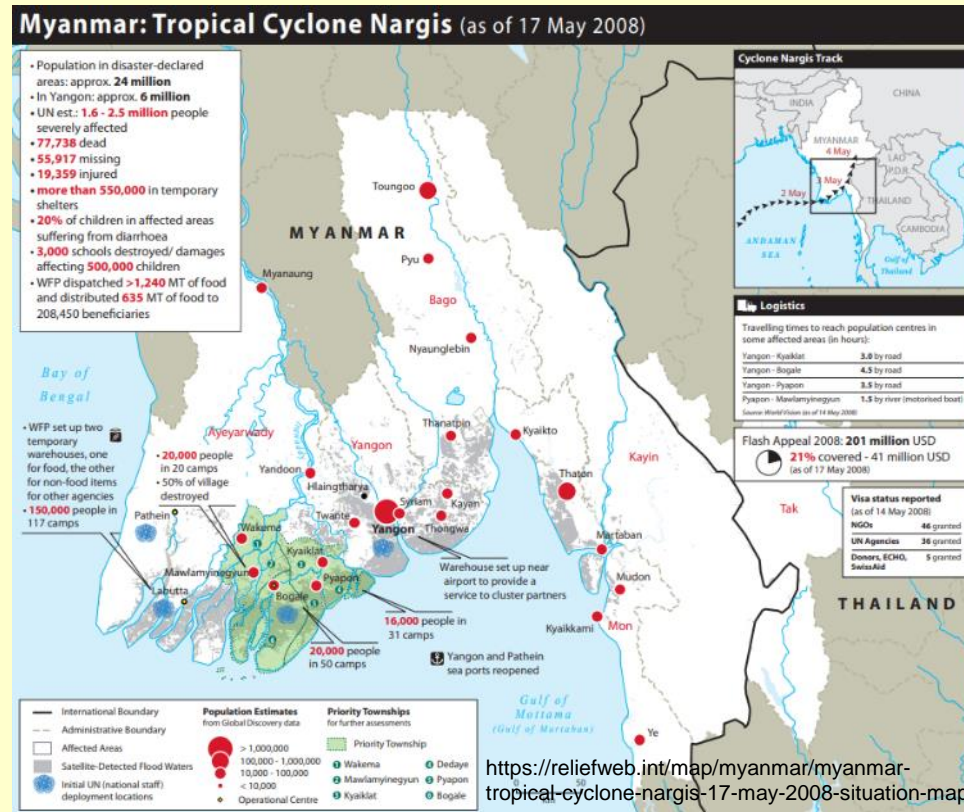 Myanmar: Tropical Cyclone Nargis (as of 17 May 2008)
• Population in disaster-declared
areas: approx. 24 million
• In Yangon: approx. 6 million
• UN est.: 1.6 - 2.5 million people
severely affected
• 77,738 dead
• 55,917 missing
• 19,359 injured
• more than 550,000 in temporary
shelters
• 20% of children in affected areas
suffering from diarrhoea
• 3,000 schools destroyed/ damages
affecting 500,000 children
• WFP dispatched >1,240 MT of food
and distributed 635 MT of food to
208,450 beneficiaries
Cyclone Nargis Track
CHINA
INDIA
MYANMAR
4 May
LAO
P.D.R.
3 May
2 May
THAILAND
CAMBODIA
ANDAMAN
SEA
Gulf of
Thailand
Logistics
Travelling times to reach population centres in
some affected areas (in hours):
Yangon - Kyaiklat 3.0 by road
Yangon - Bogale 4.5 by road
Yangon - Pyapon 3.5 by road
Pyapon - Mawlamyinegyun 1.5 by river (motorised boat)
Source: World Vision (as of 14 May 2008)
Flash Appeal 2008: 201 million USD
21% covered - 41 million USD
(as of 17 May 2008)
Visa status reported
(as of 14 May 2008)
NGOs 46 granted
UN Agencies 36 granted
Donors, ECHO, 5 granted
SwissAid
MYANMAR
Toungoo
Pyu
Myanaung
Bago
Nyaunglebin
Bay of
Bengal
• WFP set up two
temporary
warehouses, one
for food, the other
for non-food items
for other agencies
• 150,000 people in
117 camps
Ayeyarwady
• 20,000 people
in 20 camps
• 50% of village
destroyed
Yangon
Thanatpin
Kyaikto
Kayin
Yandoon
Hlaingtharya
Thaton
Tak
Syriam
Kayan
Pathein
Twante
Yangon
Thongwa
Wakema
Kyaiklat
Martaban
Warehouse set up near
airport to provide a
service to cluster partners
Mawlamyinegyun
Pyapon
Mudon
Labutta
Bogale
THAILAND
16,000 people in
31 camps
Kyaikkami
Mon
20,000 people
in 50 camps
Yangon and Pathein
sea ports reopened
Gulf of
Mottama
(Gulf of Martaban)
Ye
International Boundary
Administrative Boundary
Affected Areas
Satellite-Detected Flood Waters
Initial UN (national staff)
deployment locations
Population Estimates
from Global Discovery data
> 1,000,000
100,000 - 1,000,000
10,000 - 100,000
< 10,000
Operational Centre
Priority Townships
for further assessments
Priority Township
1 Wakema
2 Mawlamyinegyun
3 Kyaiklat
4 Dedaye
5 Pyapon
6 Bogale
50
km
https://reliefweb.int/map/myanmar/myanmar-
tropical-cyclone-nargis-17-may-2008-situation-map